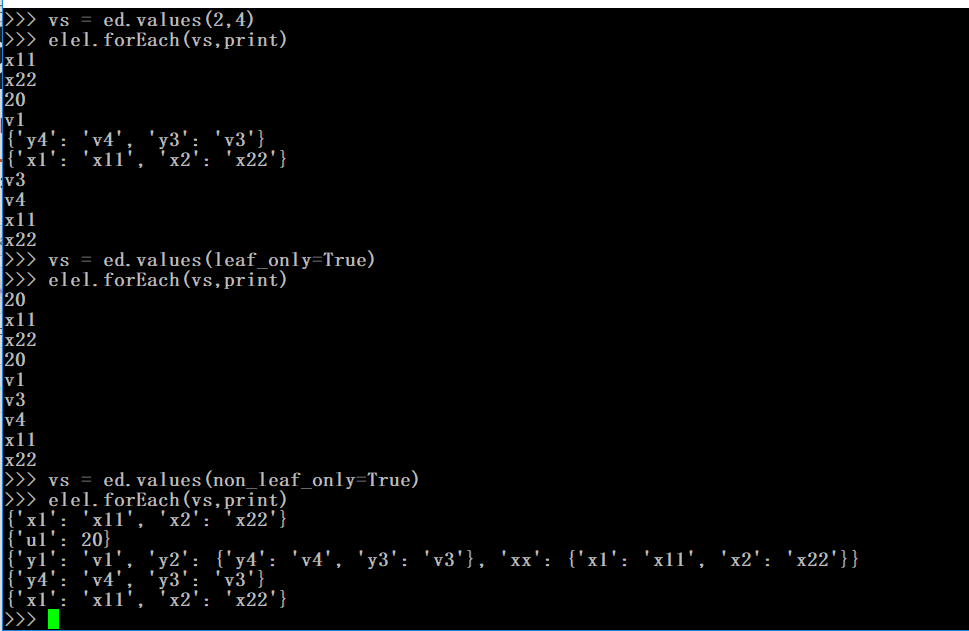 >>> vs = ed.values(2,4)
>>> elel.forEach(vs,print)
x11
x22
20
v1
{'y4': 'v4', 'y3': 'v3'}
{'x1': 'x11', 'x2': 'x22'}
v3
v4
x11
x22
>>> vs = ed.values(leaf_only=True)
>>> elel.forEach(vs,print)
20
x11
x22
20
v1
v3
v4
x11
x22
>>> vs = ed.values(non_leaf_only=True)
>>> elel.forEach(vs,print)
{'x1': 'x11', 'x2': 'x22'}
{'u1': 20}
{'y1': 'v1', 'y2': {'y4': 'v4', 'y3': 'v3'}, 'xx': {'x1': 'x11', 'x2': 'x22'}}
{'y4': 'v4', 'y3': 'v3'}
{'x1': 'x11', 'x2': 'x22'}
>>>